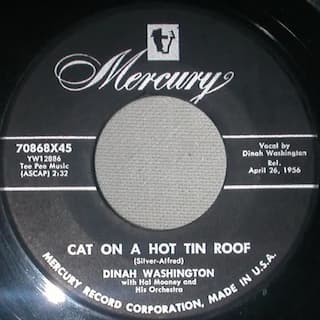 Mercury
70868X45
YW12886
Tee Pee Music
(ASCAP) 2:32
Vocal by
Dinah Washington
Rel.
April 26, 1956
CAT ON A HOT TIN ROOF
(Silver-Alfred)
DINAH WASHINGTON
with Hal Mooney and
His Orchestra
MERCURY RECORD CORPORATION, MADE IN U.S.A.